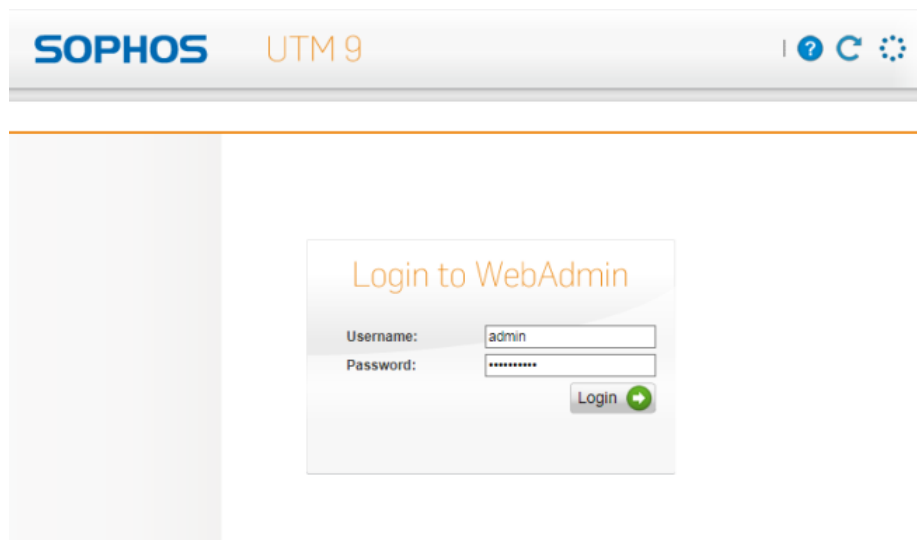 SOPHOS UTM 9 | ?
Login to WebAdmin
Username: admin
Password: ••••••••••
Login